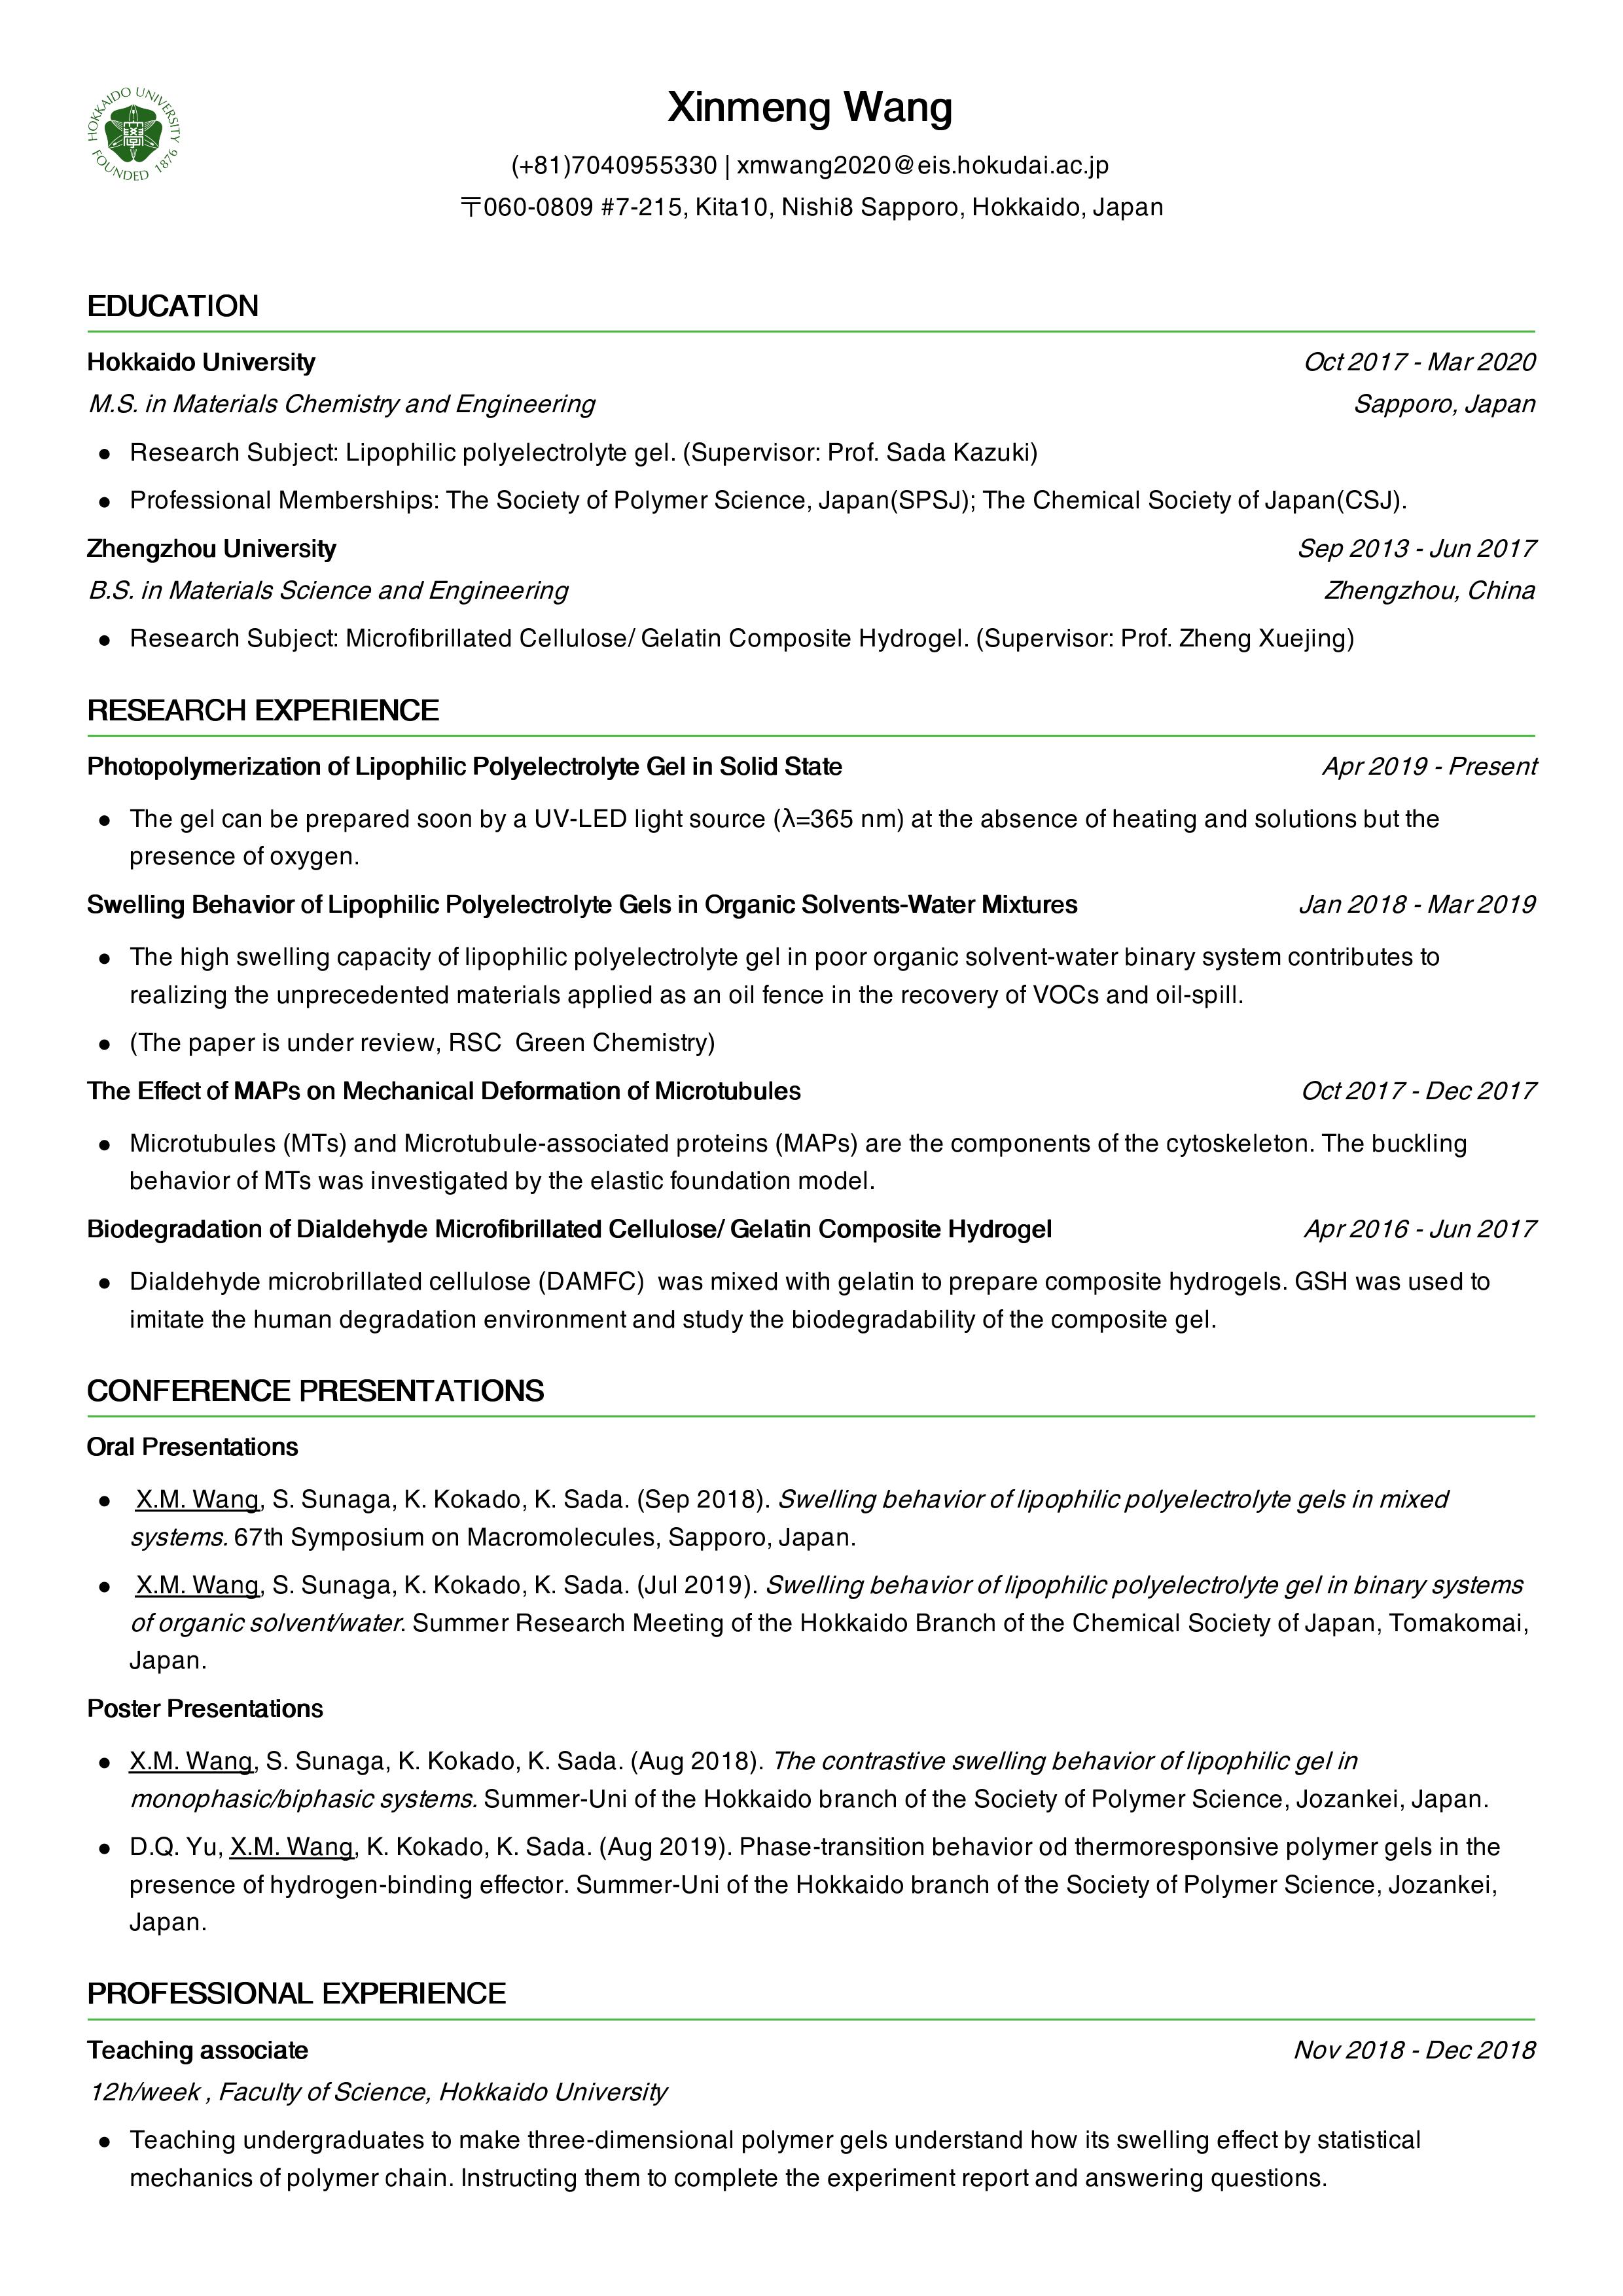 HOKKAIDO UNIVERSITY
FOUNDED 1876
Xinmeng Wang
(+81)7040955330 | xmwang2020@eis.hokudai.ac.jp
〒060-0809 #7-215, Kita10, Nishi8 Sapporo, Hokkaido, Japan
EDUCATION
Hokkaido University Oct 2017 - Mar 2020
M.S. in Materials Chemistry and Engineering Sapporo, Japan
● Research Subject: Lipophilic polyelectrolyte gel. (Supervisor: Prof. Sada Kazuki)
● Professional Memberships: The Society of Polymer Science, Japan(SPSJ); The Chemical Society of Japan(CSJ).
Zhengzhou University Sep 2013 - Jun 2017
B.S. in Materials Science and Engineering Zhengzhou, China
● Research Subject: Microfibrillated Cellulose/ Gelatin Composite Hydrogel. (Supervisor: Prof. Zheng Xuejing)
RESEARCH EXPERIENCE
Photopolymerization of Lipophilic Polyelectrolyte Gel in Solid State Apr 2019 - Present
● The gel can be prepared soon by a UV-LED light source (λ=365 nm) at the absence of heating and solutions but the
presence of oxygen.
Swelling Behavior of Lipophilic Polyelectrolyte Gels in Organic Solvents-Water Mixtures Jan 2018 - Mar 2019
● The high swelling capacity of lipophilic polyelectrolyte gel in poor organic solvent-water binary system contributes to
realizing the unprecedented materials applied as an oil fence in the recovery of VOCs and oil-spill.
● (The paper is under review, RSC  Green Chemistry)
The Effect of MAPs on Mechanical Deformation of Microtubules Oct 2017 - Dec 2017
● Microtubules (MTs) and Microtubule-associated proteins (MAPs) are the components of the cytoskeleton. The buckling
behavior of MTs was investigated by the elastic foundation model.
Biodegradation of Dialdehyde Microfibrillated Cellulose/ Gelatin Composite Hydrogel Apr 2016 - Jun 2017
● Dialdehyde microbrillated cellulose (DAMFC)  was mixed with gelatin to prepare composite hydrogels. GSH was used to
imitate the human degradation environment and study the biodegradability of the composite gel.
CONFERENCE PRESENTATIONS
Oral Presentations
● X.M. Wang, S. Sunaga, K. Kokado, K. Sada. (Sep 2018). Swelling behavior of lipophilic polyelectrolyte gels in mixed
systems. 67th Symposium on Macromolecules, Sapporo, Japan.
● X.M. Wang, S. Sunaga, K. Kokado, K. Sada. (Jul 2019). Swelling behavior of lipophilic polyelectrolyte gel in binary systems
of organic solvent/water. Summer Research Meeting of the Hokkaido Branch of the Chemical Society of Japan, Tomakomai,
Japan.
Poster Presentations
● X.M. Wang, S. Sunaga, K. Kokado, K. Sada. (Aug 2018). The contrastive swelling behavior of lipophilic gel in
monophasic/biphasic systems. Summer-Uni of the Hokkaido branch of the Society of Polymer Science, Jozankei, Japan.
● D.Q. Yu, X.M. Wang, K. Kokado, K. Sada. (Aug 2019). Phase-transition behavior od thermoresponsive polymer gels in the
presence of hydrogen-binding effector. Summer-Uni of the Hokkaido branch of the Society of Polymer Science, Jozankei,
Japan.
PROFESSIONAL EXPERIENCE
Teaching associate Nov 2018 - Dec 2018
12h/week , Faculty of Science, Hokkaido University
● Teaching undergraduates to make three-dimensional polymer gels understand how its swelling effect by statistical
mechanics of polymer chain. Instructing them to complete the experiment report and answering questions.